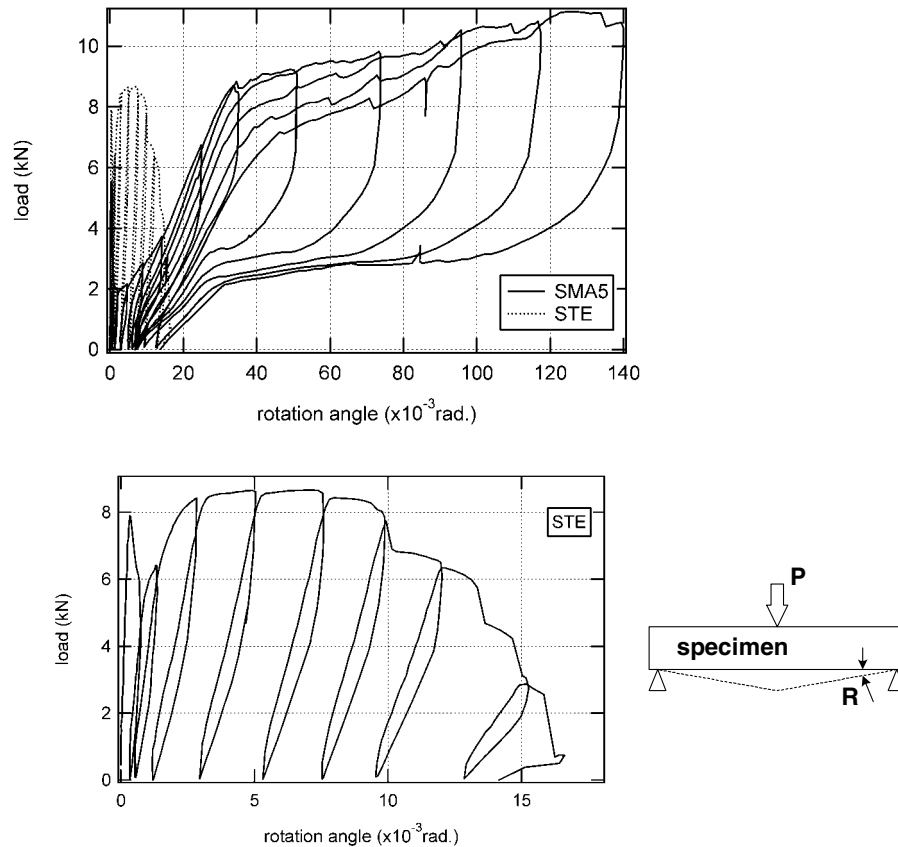 load (kN)
10
8
6
4
2
0
0 20 40 60 80 100 120 140
rotation angle (x10⁻³rad.)
SMA5
STE
load (kN)
8
6
4
2
0
0 5 10 15
rotation angle (x10⁻³rad.)
STE
P
specimen
R